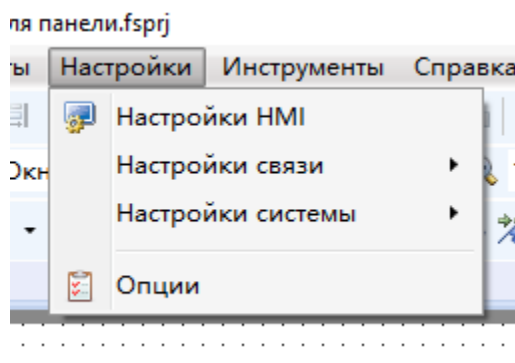 ля панели.fsprj
ты Настройки Инструменты Справка
Настройки HMI
Окн Настройки связи
Настройки системы
Опции